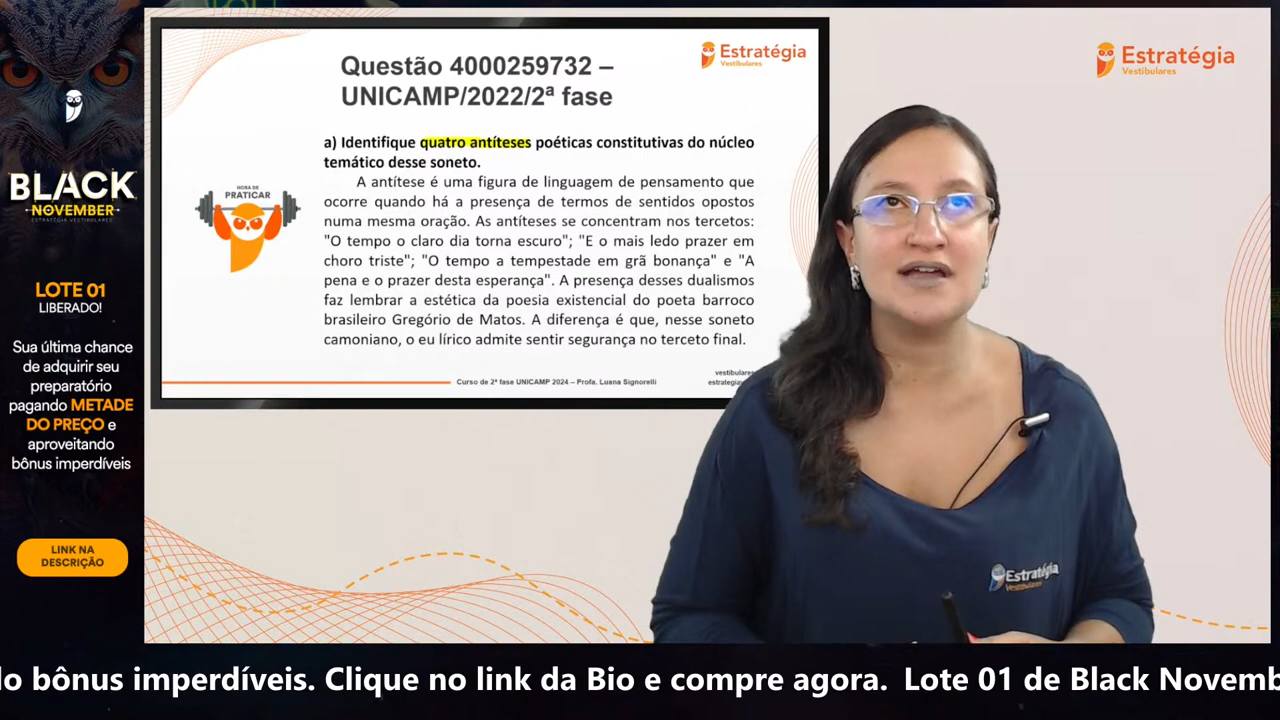 BLACK
NOVEMBER
ESTRATÉGIA VESTIBULARES
LOTE 01
LIBERADO!
Sua última chance
de adquirir seu
preparatório
pagando METADE
DO PREÇO e
aproveitando
bônus imperdíveis
LINK NA
DESCRIÇÃO
Questão 4000259732 –
UNICAMP/2022/2ª fase
Estratégia
Vestibulares
HORA DE
PRATICAR
a) Identifique quatro antíteses poéticas constitutivas do núcleo
temático desse soneto.
A antítese é uma figura de linguagem de pensamento que
ocorre quando há a presença de termos de sentidos opostos
numa mesma oração. As antíteses se concentram nos tercetos:
"O tempo o claro dia torna escuro"; "E o mais ledo prazer em
choro triste"; "O tempo a tempestade em grã bonança" e "A
pena e o prazer desta esperança". A presença desses dualismos
faz lembrar a estética da poesia existencial do poeta barroco
brasileiro Gregório de Matos. A diferença é que, nesse soneto
camoniano, o eu lírico admite sentir segurança no terceto final.
Curso de 2ª fase UNICAMP 2024 – Profa. Luana Signorelli
vestibulares
Estratégia
Vestibulares
Estratégia
Vestibulares
do bônus imperdíveis. Clique no link da Bio e compre agora. Lote 01 de Black Novemb